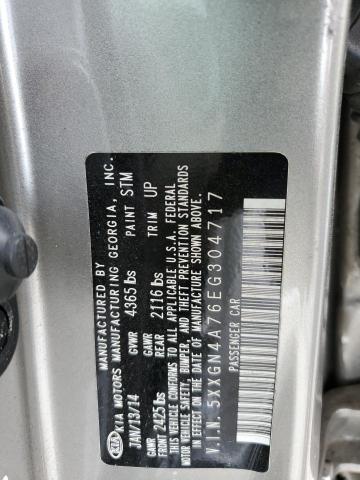 MANUFACTURED BY
KIA KIA MOTORS MANUFACTURING GEORGIA, INC.
JAN/13/14 GVWR 4365 lbs PAINT STM
GAWR FRONT 2425 lbs GAWR REAR 2116 lbs TRIM UP
THIS VEHICLE CONFORMS TO ALL APPLICABLE U.S.A. FEDERAL
MOTOR VEHICLE SAFETY, BUMPER, AND THEFT PREVENTION STANDARDS
IN EFFECT ON THE DATE OF MANUFACTURE SHOWN ABOVE.
V.I.N. 5XXGN4A76EG304717
PASSENGER CAR